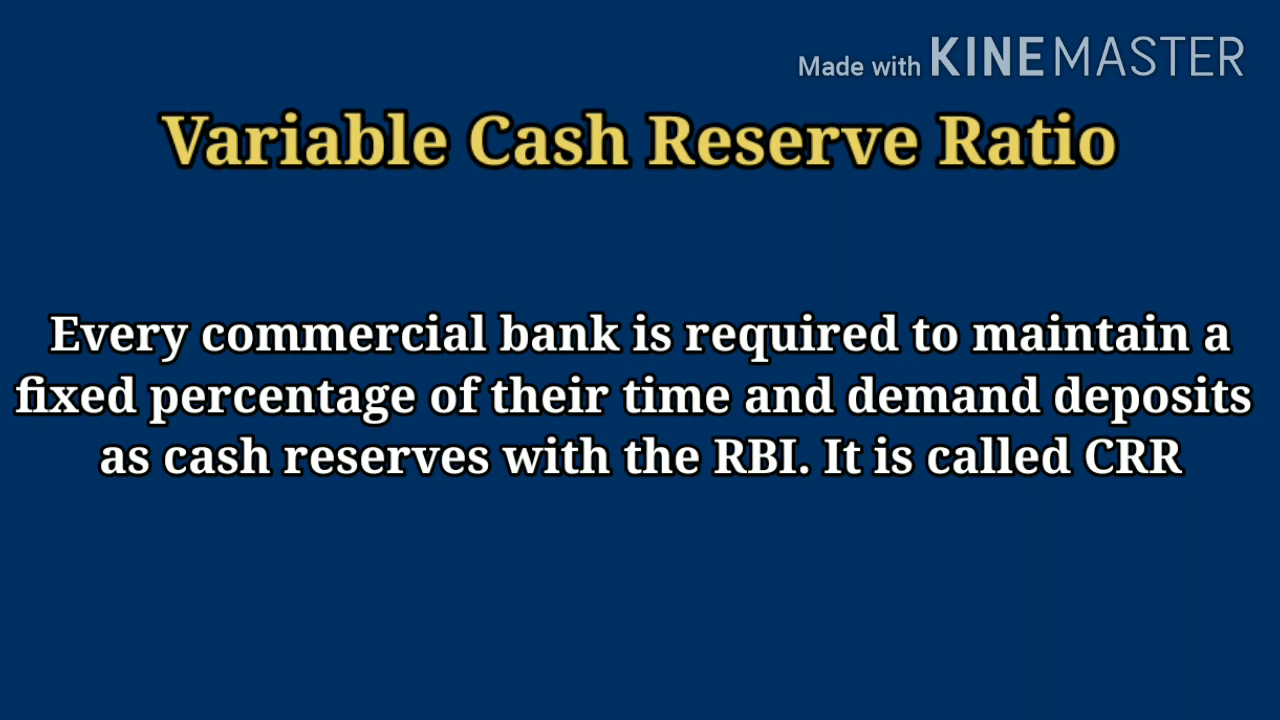 Made with KINEMASTER
Variable Cash Reserve Ratio
Every commercial bank is required to maintain a
fixed percentage of their time and demand deposits
as cash reserves with the RBI. It is called CRR